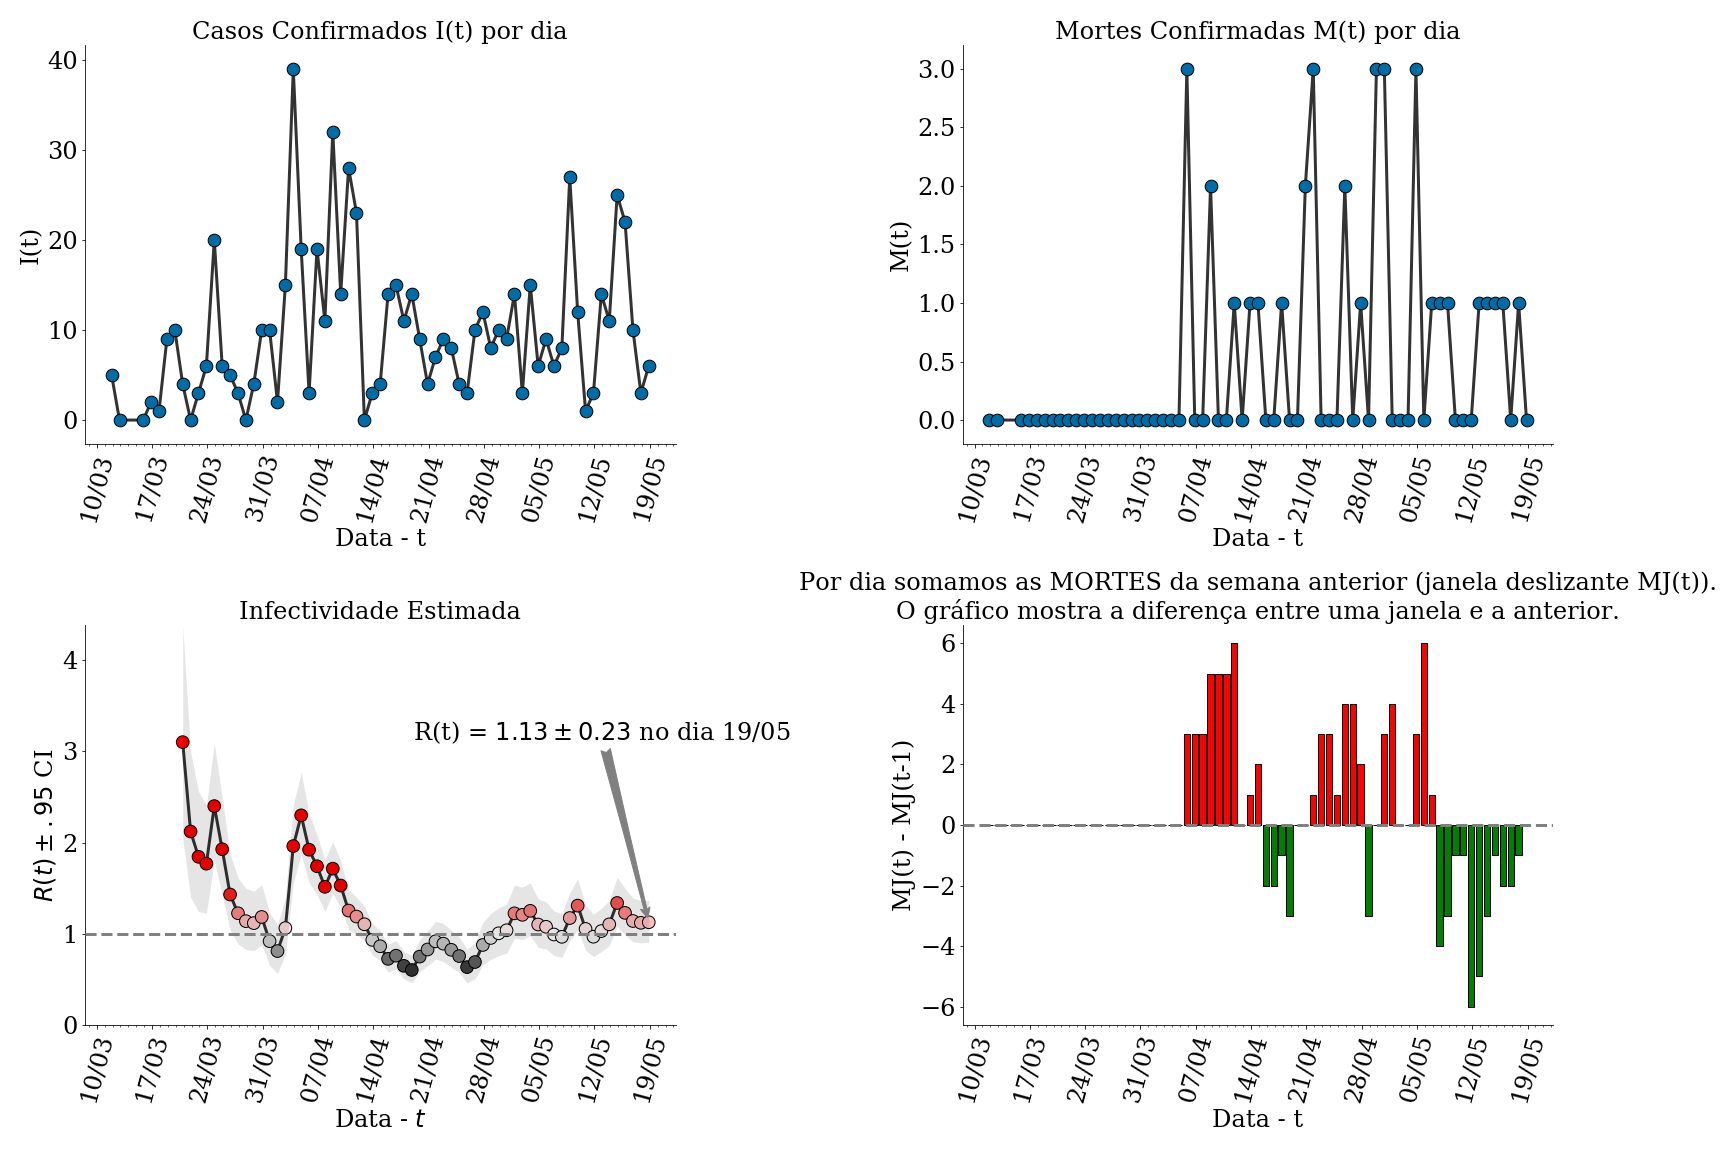 Casos Confirmados I(t) por dia
40
30
20
10
0
I(t)
10/03 17/03 24/03 31/03 07/04 14/04 21/04 28/04 05/05 12/05 19/05
Data - t
Mortes Confirmadas M(t) por dia
3.0
2.5
2.0
1.5
1.0
0.5
0.0
M(t)
10/03 17/03 24/03 31/03 07/04 14/04 21/04 28/04 05/05 12/05 19/05
Data - t
Infectividade Estimada
4
3
2
1
0
R(t) ± .95 CI
R(t) = 1.13 ± 0.23 no dia 19/05
10/03 17/03 24/03 31/03 07/04 14/04 21/04 28/04 05/05 12/05 19/05
Data - t
Por dia somamos as MORTES da semana anterior (janela deslizante MJ(t)).
O gráfico mostra a diferença entre uma janela e a anterior.
6
4
2
0
−2
−4
−6
MJ(t) - MJ(t-1)
10/03 17/03 24/03 31/03 07/04 14/04 21/04 28/04 05/05 12/05 19/05
Data - t